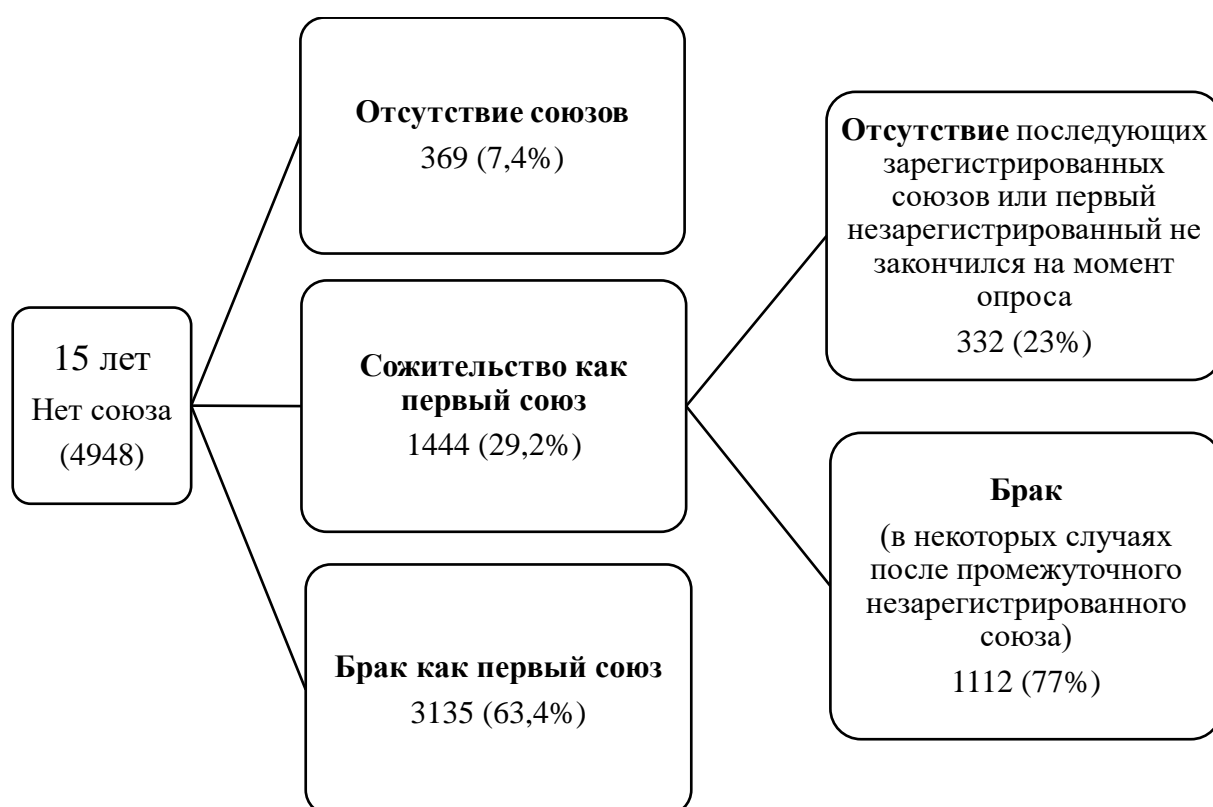 15 лет
Нет союза
(4948)
Отсутствие союзов
369 (7,4%)
Сожительство как
первый союз
1444 (29,2%)
Брак как первый союз
3135 (63,4%)
Отсутствие последующих
зарегистрированных
союзов или первый
незарегистрированный не
закончился на момент
опроса
332 (23%)
Брак
(в некоторых случаях
после промежуточного
незарегистрированного
союза)
1112 (77%)